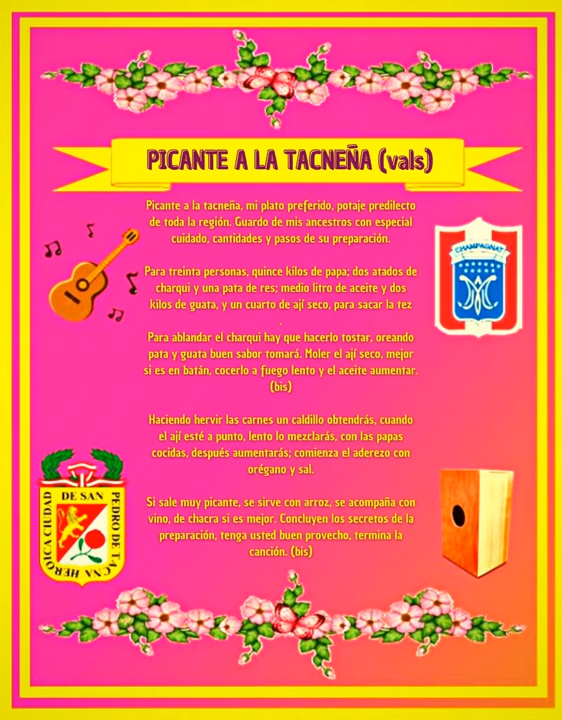 PICANTE A LA TACNEÑA (vals)
Picante a la tacneña, mi plato preferido, potaje predilecto
de toda la región. Guardo de mis ancestros con especial
cuidado, cantidades y pasos de su preparación.
Para treinta personas, quince kilos de papa; dos atados de
charqui y una pata de res; medio litro de aceite y dos
kilos de guata, y un cuarto de ají seco, para sacar la tez
.
Para ablandar el charqui hay que hacerlo tostar, oreando
pata y guata buen sabor tomará. Moler el ají seco, mejor
si es en batán, cocerlo a fuego lento y el aceite aumentar.
(bis)
Haciendo hervir las carnes un caldillo obtendrás, cuando
el ají esté a punto, lento lo mezclarás, con las papas
cocidas, después aumentarás; comienza el aderezo con
orégano y sal.
Si sale muy picante, se sirve con arroz, se acompaña con
vino, de chacra si es mejor. Concluyen los secretos de la
preparación, tenga usted buen provecho, termina la
canción. (bis)
CHAMPAGNAT
HERÓICA CIUDAD DE SAN PEDRO DE TACNA